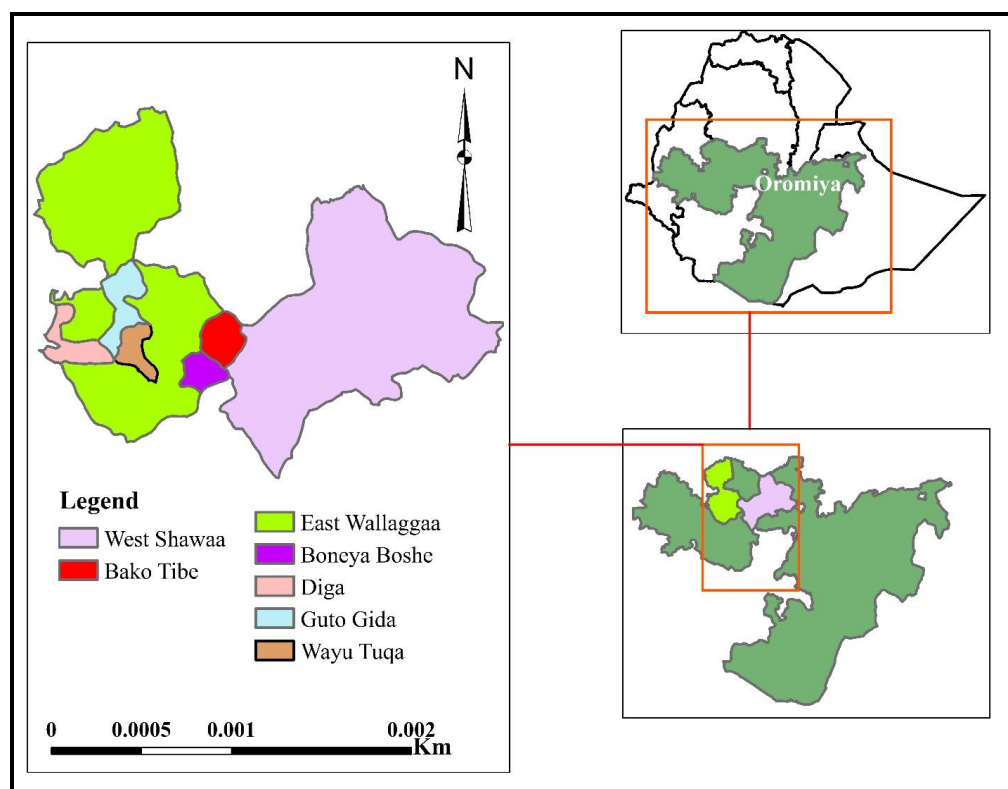 N
Oromiya
Legend
West Shawaa
Bako Tibe
East Wallaggaa
Boneya Boshe
Diga
Guto Gida
Wayu Tuqa
0 0.0005 0.001 0.002
Km